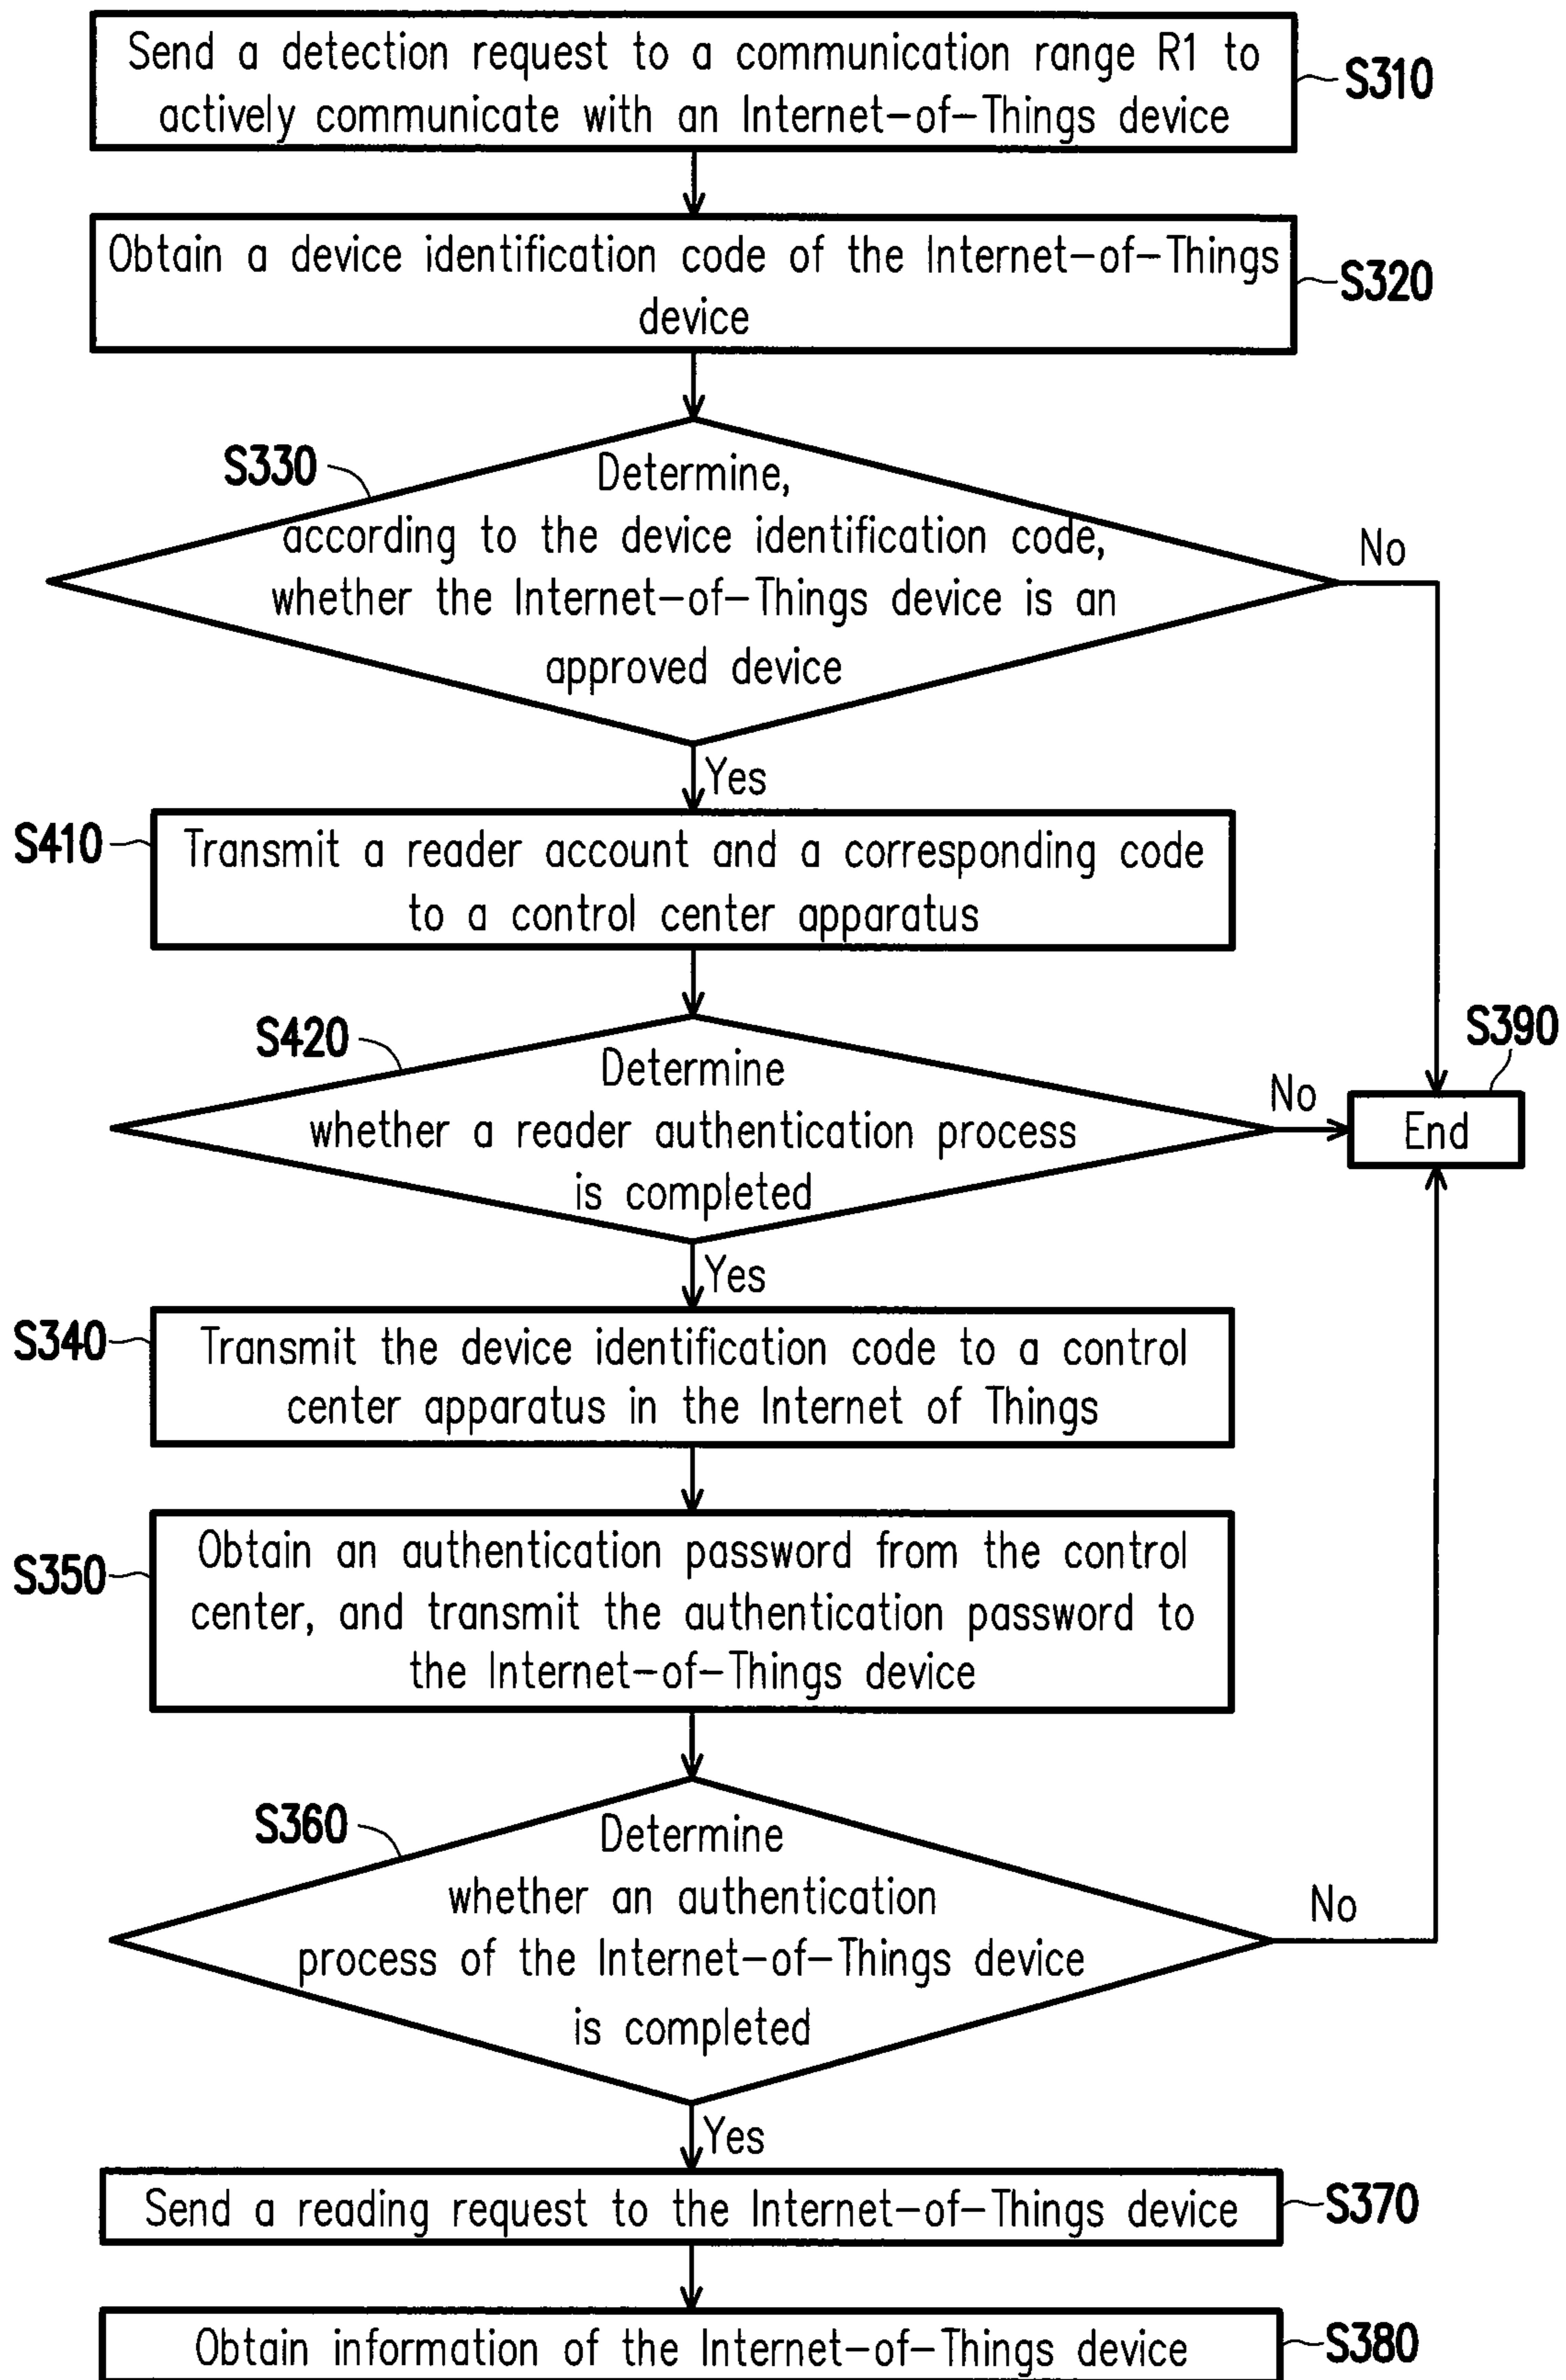 Send a detection request to a communication range R1 to
actively communicate with an Internet-of-Things device
S310
Obtain a device identification code of the Internet-of-Things
device
S320
S330
Determine,
according to the device identification code,
whether the Internet-of-Things device is an
approved device
No
Yes
S410
Transmit a reader account and a corresponding code
to a control center apparatus
S420
Determine
whether a reader authentication process
is completed
No
S390
End
Yes
S340
Transmit the device identification code to a control
center apparatus in the Internet of Things
S350
Obtain an authentication password from the control
center, and transmit the authentication password to
the Internet-of-Things device
S360
Determine
whether an authentication
process of the Internet-of-Things device
is completed
No
Yes
Send a reading request to the Internet-of-Things device
S370
Obtain information of the Internet-of-Things device
S380